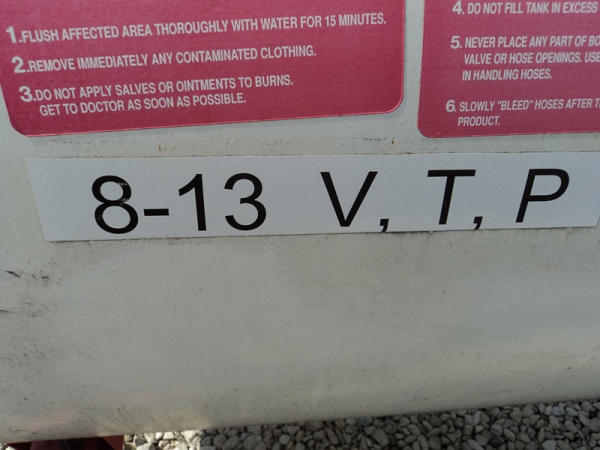 1.FLUSH AFFECTED AREA THOROUGHLY WITH WATER FOR 15 MINUTES.
2.REMOVE IMMEDIATELY ANY CONTAMINATED CLOTHING.
3.DO NOT APPLY SALVES OR OINTMENTS TO BURNS.
GET TO DOCTOR AS SOON AS POSSIBLE.
4. DO NOT FILL TANK IN EXCESS
5. NEVER PLACE ANY PART OF BO
VALVE OR HOSE OPENINGS. USE
IN HANDLING HOSES.
6. SLOWLY "BLEED" HOSES AFTER T
PRODUCT.
8-13 V, T, P